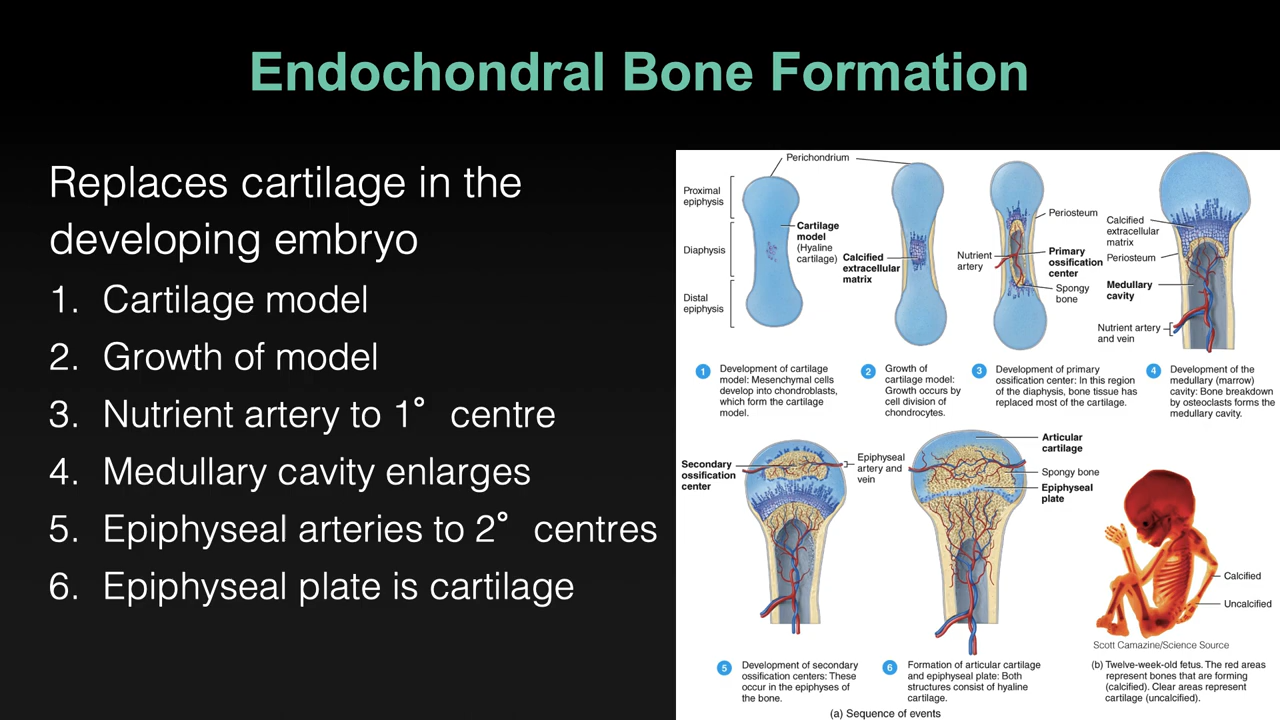 Endochondral Bone Formation
Replaces cartilage in the
developing embryo
1. Cartilage model
2. Growth of model
3. Nutrient artery to 1° centre
4. Medullary cavity enlarges
5. Epiphyseal arteries to 2° centres
6. Epiphyseal plate is cartilage
Perichondrium
Proximal
epiphysis
Diaphysis
Distal
epiphysis
Cartilage
model
(Hyaline
cartilage)
Calcified
extracellular
matrix
Nutrient
artery
Periosteum
Primary
ossification
center
Spongy
bone
Calcified
extracellular
matrix
Periosteum
Medullary
cavity
Nutrient artery
and vein
1
Development of cartilage
model: Mesenchymal cells
develop into chondroblasts,
which form the cartilage
model.
2
Growth of
cartilage model:
Growth occurs by
cell division of
chondrocytes.
3
Development of primary
ossification center: In this region
of the diaphysis, bone tissue has
replaced most of the cartilage.
4
Development of the
medullary (marrow)
cavity: Bone breakdown
by osteoclasts forms the
medullary cavity.
Secondary
ossification
center
Epiphyseal
artery and
vein
Articular
cartilage
Spongy bone
Epiphyseal
plate
Calcified
Uncalcified
Scott Camazine/Science Source
5
Development of secondary
ossification centers: These
occur in the epiphyses of
the bone.
6
Formation of articular cartilage
and epiphyseal plate: Both
structures consist of hyaline
cartilage.
(b) Twelve-week-old fetus. The red areas
represent bones that are forming
(calcified). Clear areas represent
cartilage (uncalcified).
(a) Sequence of events